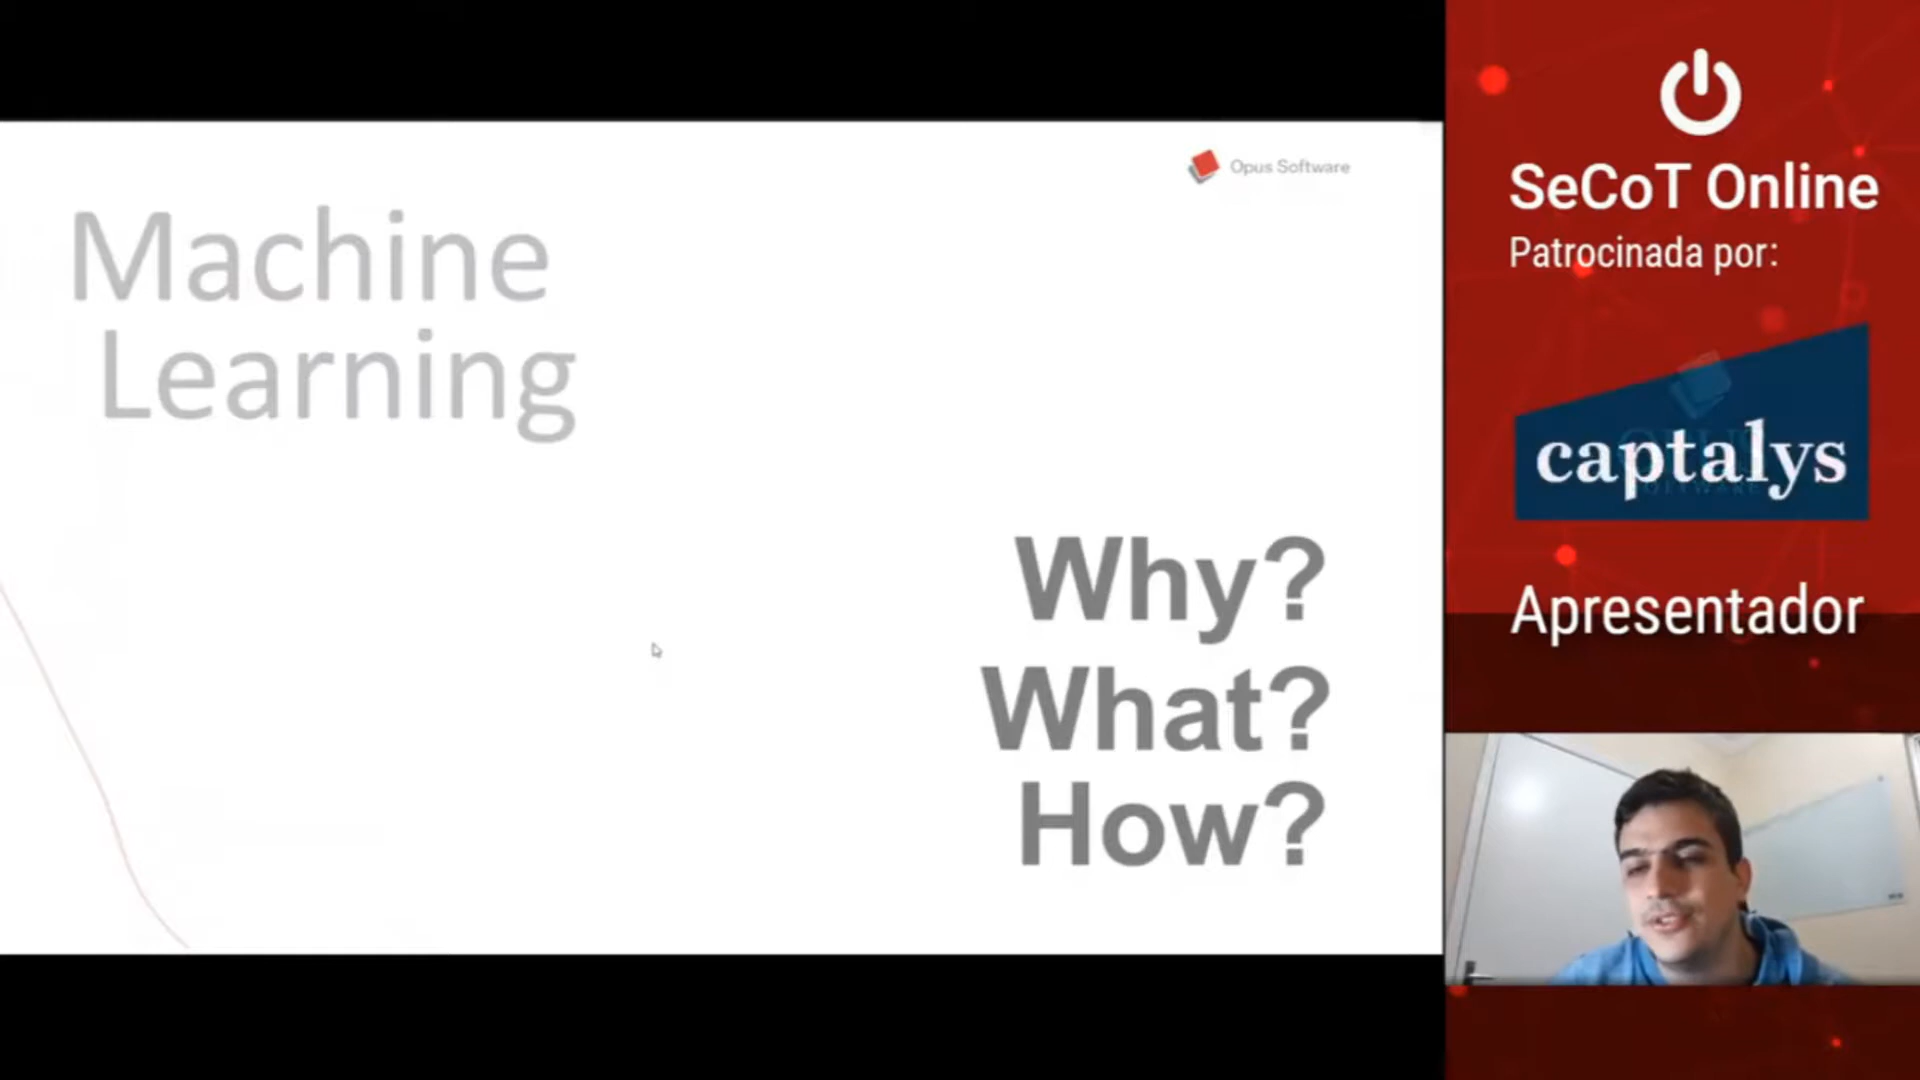 Opus Software
Machine
Learning
Why?
What?
How?
SeCoT Online
Patrocinada por:
captalys
Apresentador